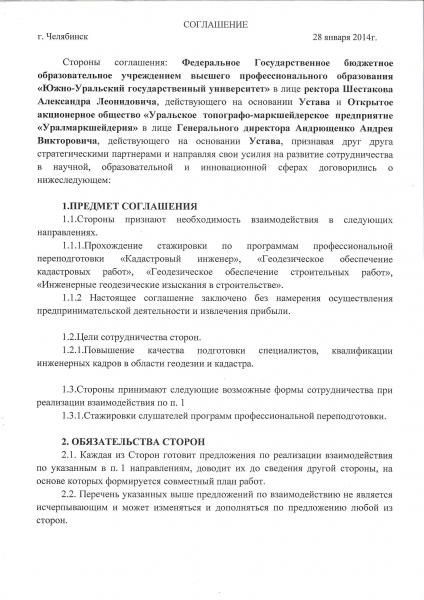 СОГЛАШЕНИЕ
г. Челябинск 28 января 2014г.
Стороны соглашения: Федеральное Государственное бюджетное
образовательное учреждением высшего профессионального образования
«Южно-Уральский государственный университет» в лице ректора Шестакова
Александра Леонидовича, действующего на основании Устава и Открытое
акционерное общество «Уральское топографо-маркшейдерское предприятие
«Уралмаркшейдерия» в лице Генерального директора Андрющенко Андрея
Викторовича, действующего на основании Устава, признавая друг друга
стратегическими партнерами и направляя свои усилия на развитие сотрудничества
в научной, образовательной и инновационной сферах договорились о
нижеследующем:
1.ПРЕДМЕТ СОГЛАШЕНИЯ
1.1.Стороны признают необходимость взаимодействия в следующих
направлениях.
1.1.1.Прохождение стажировки по программам профессиональной
переподготовки «Кадастровый инженер», «Геодезическое обеспечение
кадастровых работ», «Геодезическое обеспечение строительных работ»,
«Инженерные геодезические изыскания в строительстве».
1.1.2 Настоящее соглашение заключено без намерения осуществления
предпринимательской деятельности и извлечения прибыли.
1.2.Цели сотрудничества сторон.
1.2.1.Повышение качества подготовки специалистов, квалификации
инженерных кадров в области геодезии и кадастра.
1.3.Стороны принимают следующие возможные формы сотрудничества при
реализации взаимодействия по п. 1
1.3.1.Стажировки слушателей программ профессиональной переподготовки.
2. ОБЯЗАТЕЛЬСТВА СТОРОН
2.1. Каждая из Сторон готовит предложения по реализации взаимодействия
по указанным в п. 1 направлениям, доводит их до сведения другой стороны, на
основе которых формируется совместный план работ.
2.2. Перечень указанных выше предложений по взаимодействию не является
исчерпывающим и может изменяться и дополняться по предложению любой из
сторон.